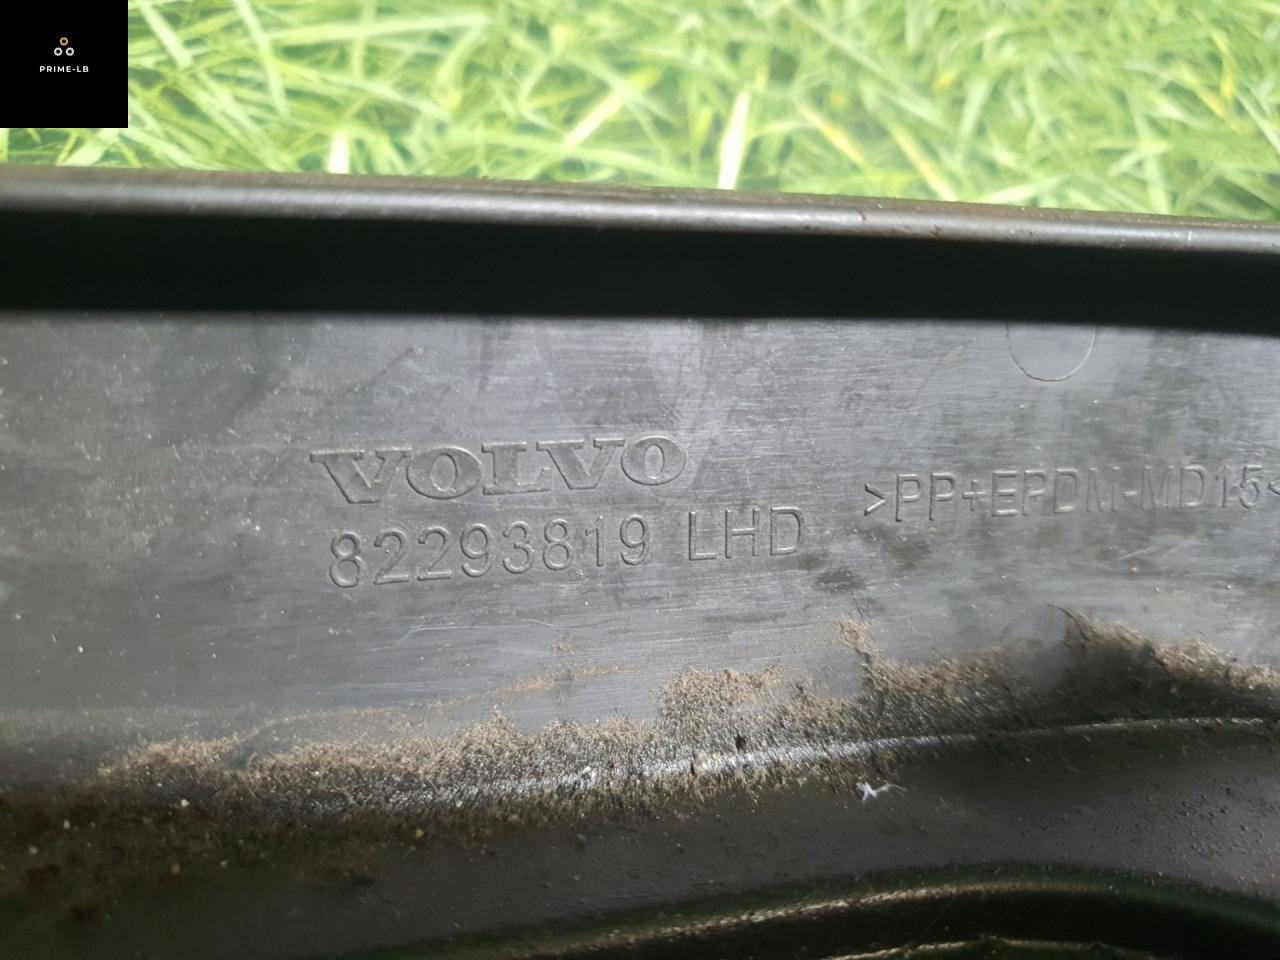 PRIME-LB
VOLVO
82293819 LHD
>PP+EPDM-MD15<